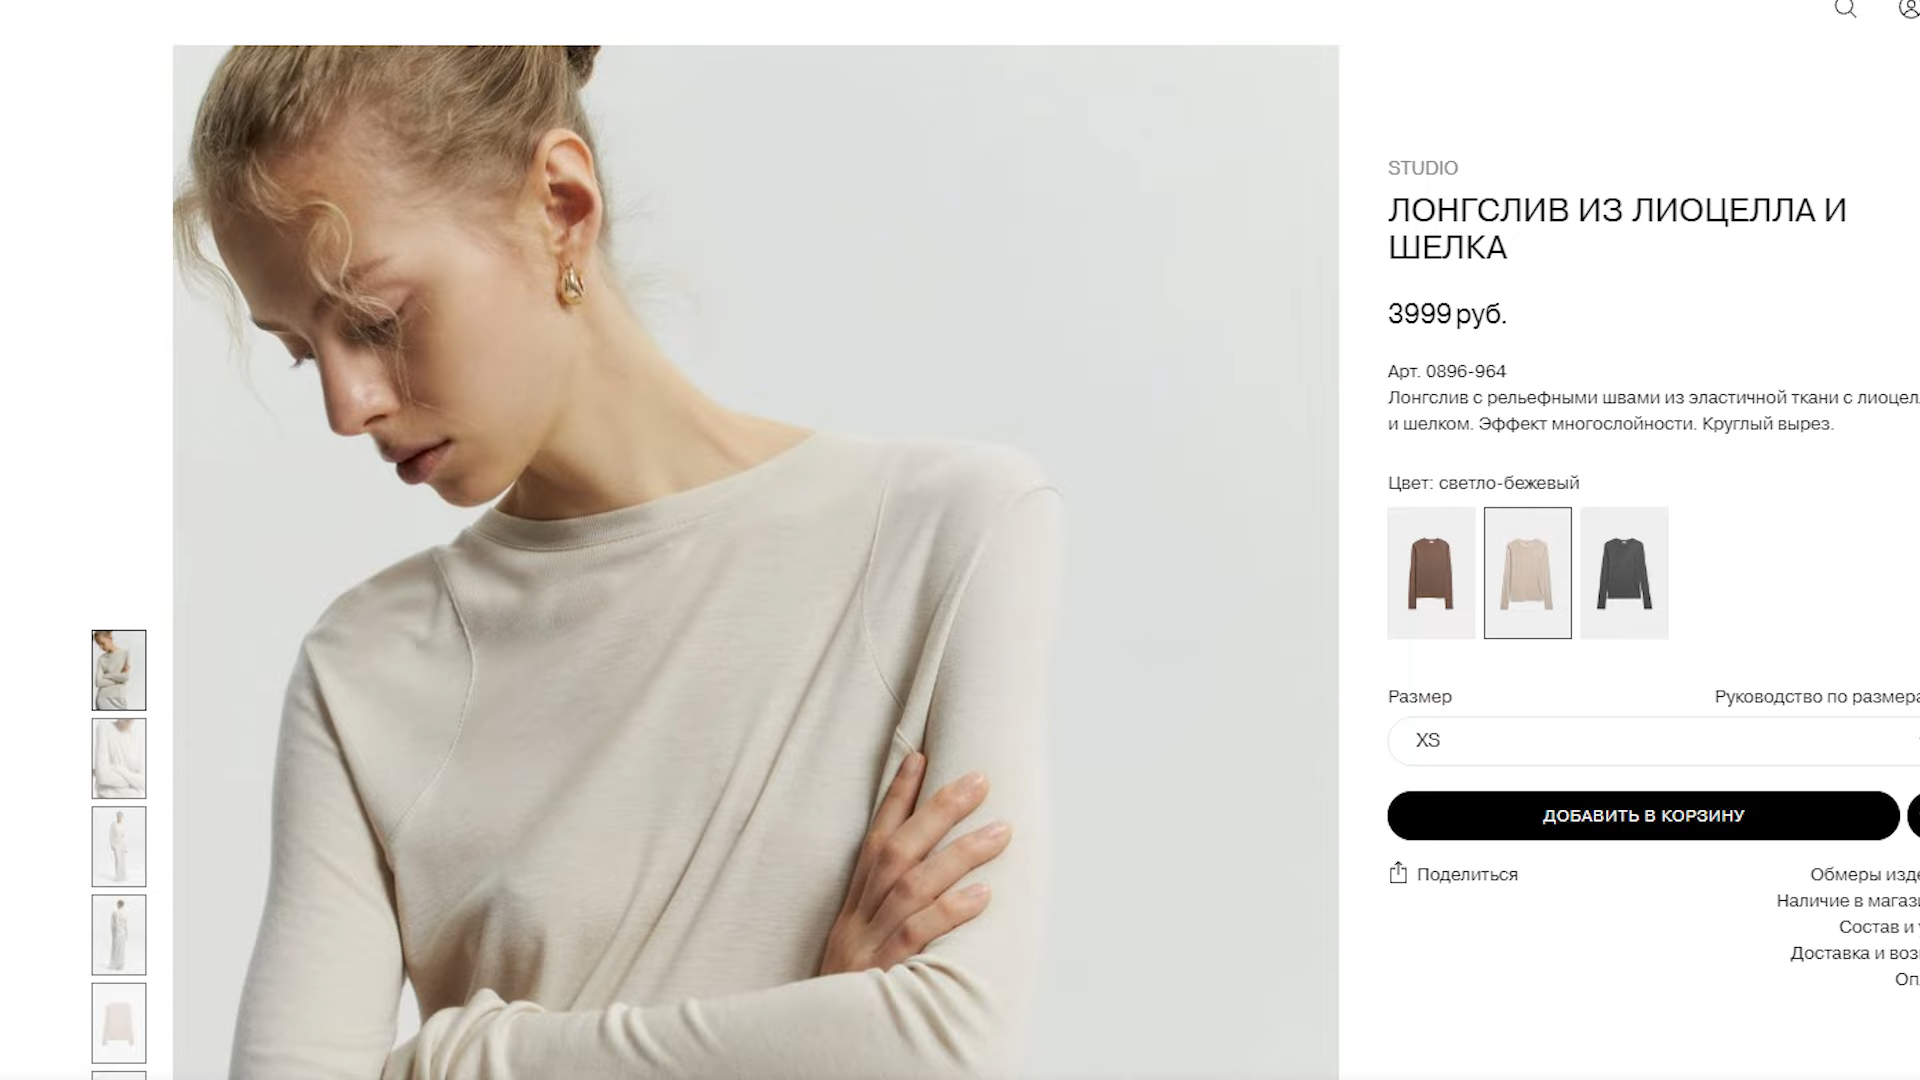 STUDIO
ЛОНГСЛИВ ИЗ ЛИОЦЕЛЛА И
ШЕЛКА
3999 руб.
Арт. 0896-964
Лонгслив с рельефными швами из эластичной ткани с
и шелком. Эффект многослойности. Круглый вырез.
Цвет: светло-бежевый
Размер
Руководство по
XS
ДОБАВИТЬ В КОРЗИНУ
Поделиться
Обмеры
Наличие в
Состав и
Доставка и